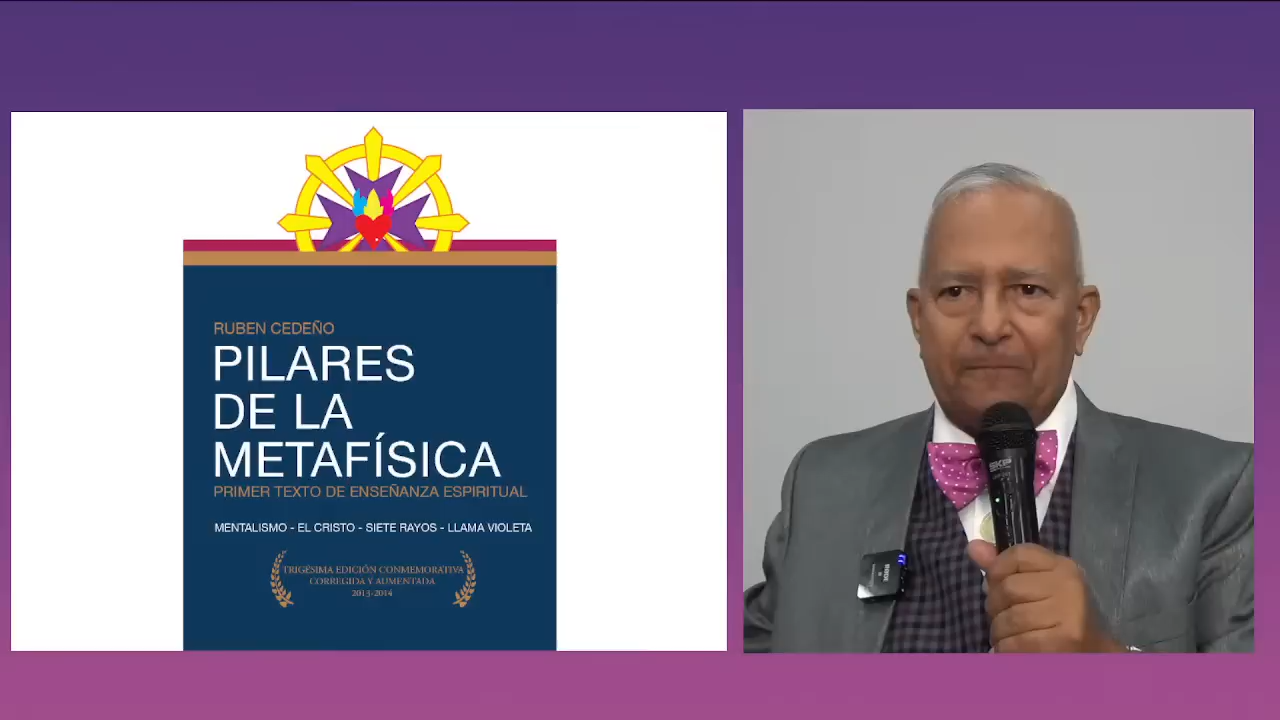 RUBEN CEDEÑO
PILARES
DE LA
METAFÍSICA
PRIMER TEXTO DE ENSEÑANZA ESPIRITUAL
MENTALISMO - EL CRISTO - SIETE RAYOS - LLAMA VIOLETA
TRIGÉSIMA EDICIÓN CONMEMORATIVA
CORREGIDA Y AUMENTADA
2013-2014
SKP